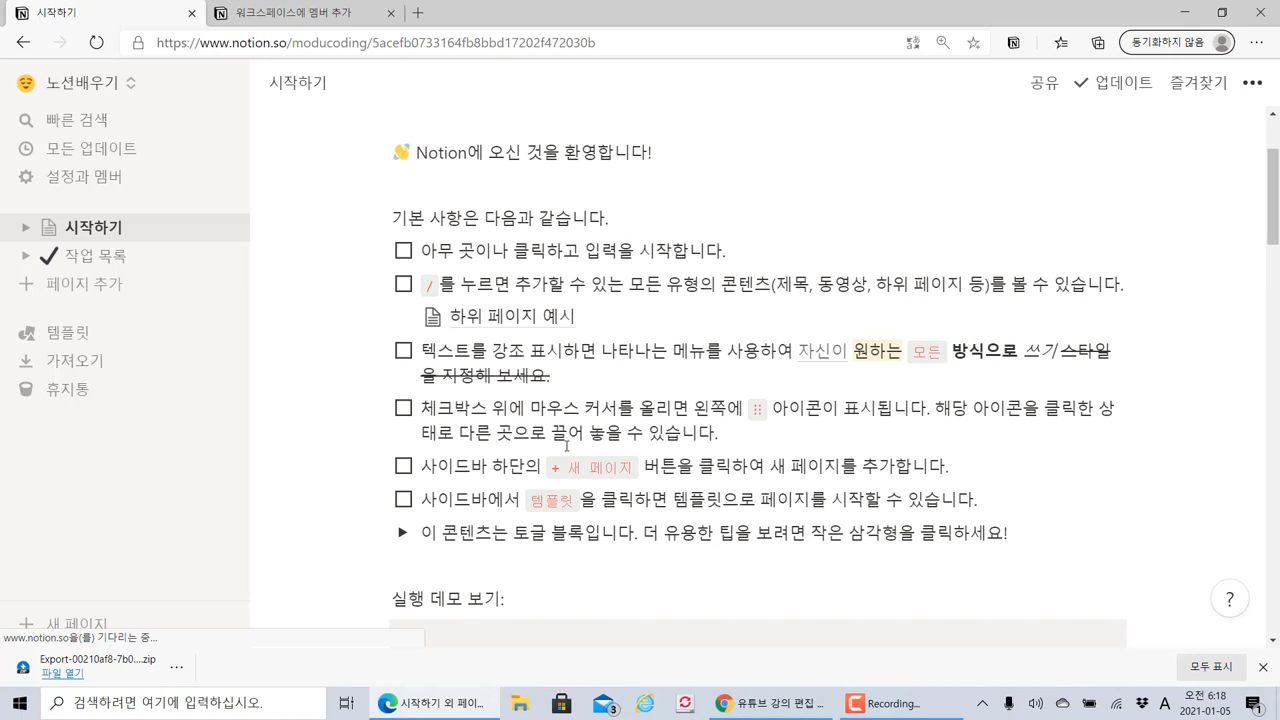 시작하기
워크스페이스에 멤버 추가
https://www.notion.so/moducoding/5acefb0733164fb8bbd17202f472030b
동기화하지 않음
노션배우기
시작하기
공유
업데이트
즐겨찾기
빠른 검색
모든 업데이트
설정과 멤버
시작하기
작업 목록
페이지 추가
템플릿
가져오기
휴지통
새 페이지
Notion에 오신 것을 환영합니다!
기본 사항은 다음과 같습니다.
아무 곳이나 클릭하고 입력을 시작합니다.
/를 누르면 추가할 수 있는 모든 유형의 콘텐츠(제목, 동영상, 하위 페이지 등)를 볼 수 있습니다.
하위 페이지 예시
텍스트를 강조 표시하면 나타나는 메뉴를 사용하여 자신이 원하는 모든 방식으로 쓰기 스타일
을 지정해 보세요.
체크박스 위에 마우스 커서를 올리면 왼쪽에 ⠿ 아이콘이 표시됩니다. 해당 아이콘을 클릭한 상
태로 다른 곳으로 끌어 놓을 수 있습니다.
사이드바 하단의 + 새 페이지 버튼을 클릭하여 새 페이지를 추가합니다.
사이드바에서 템플릿을 클릭하면 템플릿으로 페이지를 시작할 수 있습니다.
이 콘텐츠는 토글 블록입니다. 더 유용한 팁을 보려면 작은 삼각형을 클릭하세요!
실행 데모 보기:
?
www.notion.so을(를) 기다리는 중...
Export-00210af8-7b0....zip
파일 열기
모두 표시
검색하려면 여기에 입력하십시오.
시작하기 외 페이...
3
유튜브 강의 편집...
Recording...
A
오전 6:18
2021-01-05
1